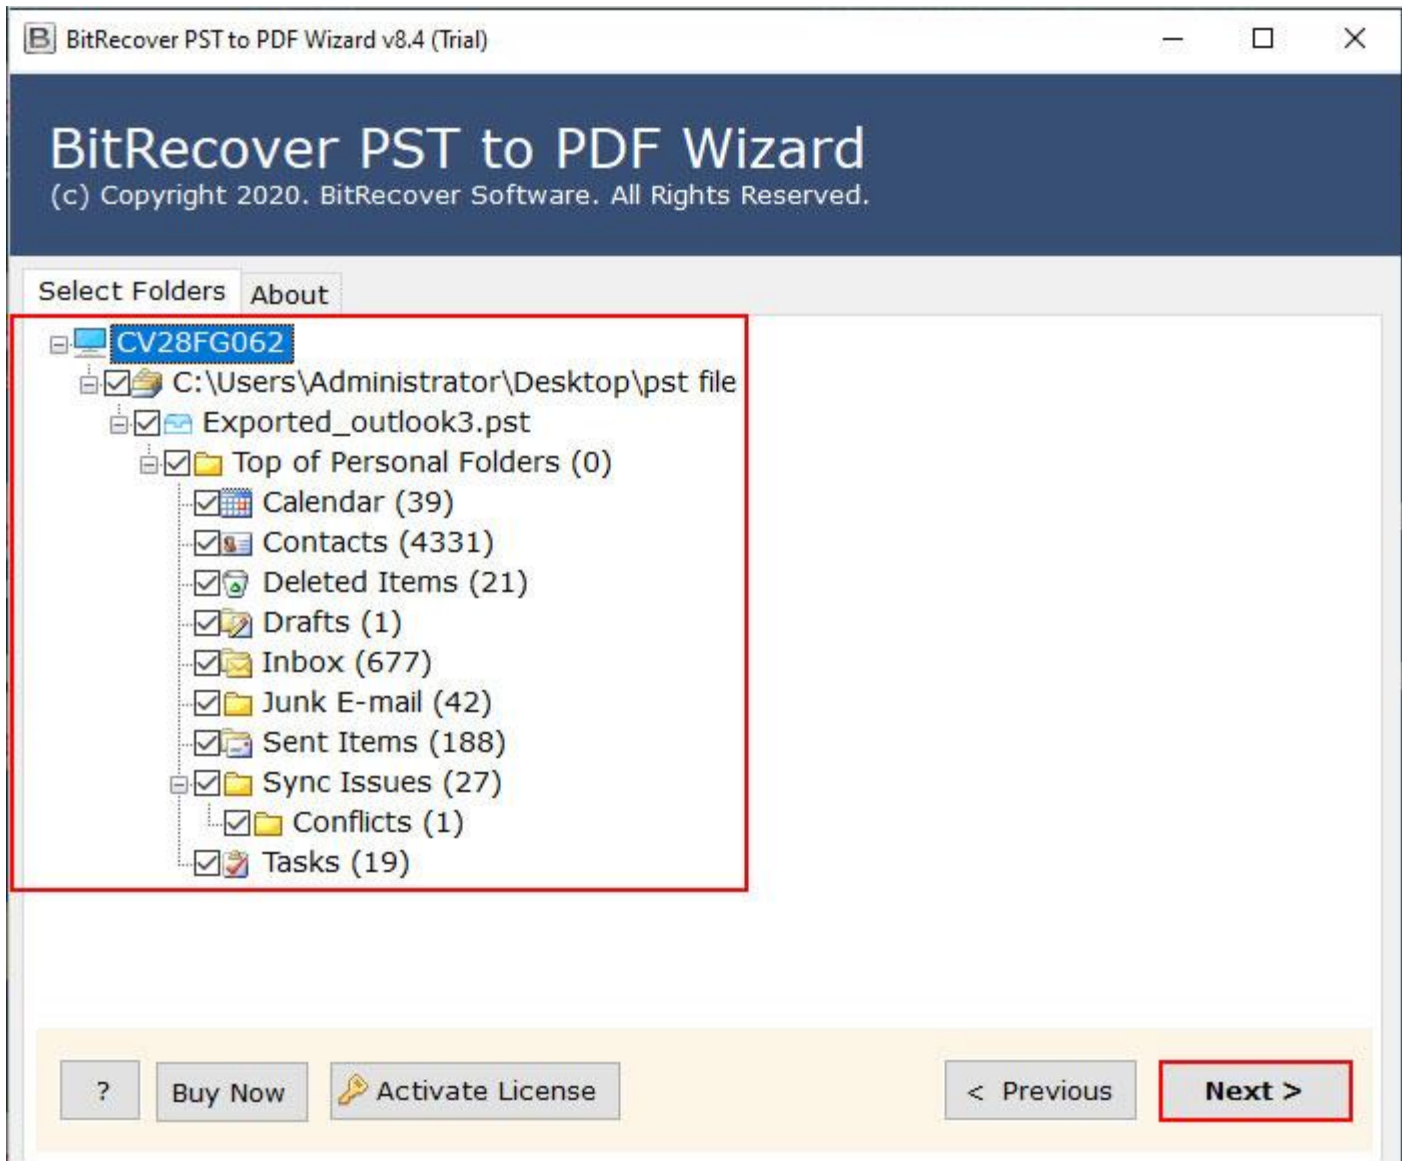 BitRecover PST to PDF Wizard v8.4 (Trial)
BitRecover PST to PDF Wizard
(c) Copyright 2020. BitRecover Software. All Rights Reserved.
Select Folders About
CV28FG062
C:\Users\Administrator\Desktop\pst file
Exported_outlook3.pst
Top of Personal Folders (0)
Calendar (39)
Contacts (4331)
Deleted Items (21)
Drafts (1)
Inbox (677)
Junk E-mail (42)
Sent Items (188)
Sync Issues (27)
Conflicts (1)
Tasks (19)
? Buy Now Activate License < Previous Next >